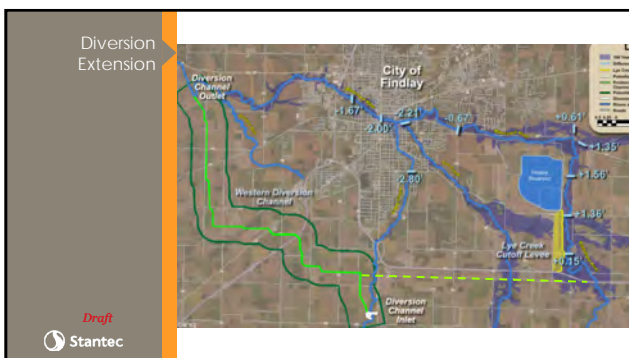 Diversion
Extension
Draft
Stantec
City of
Findlay
Diversion
Channel
Outlet
-1.67'
-2.00'
-2.21'
-0.67'
+0.61'
+1.35'
+1.56'
+1.36'
+0.15'
2.80'
Western Diversion
Channel
Lye Creek
Cutoff Levee
Diversion
Channel
Inlet